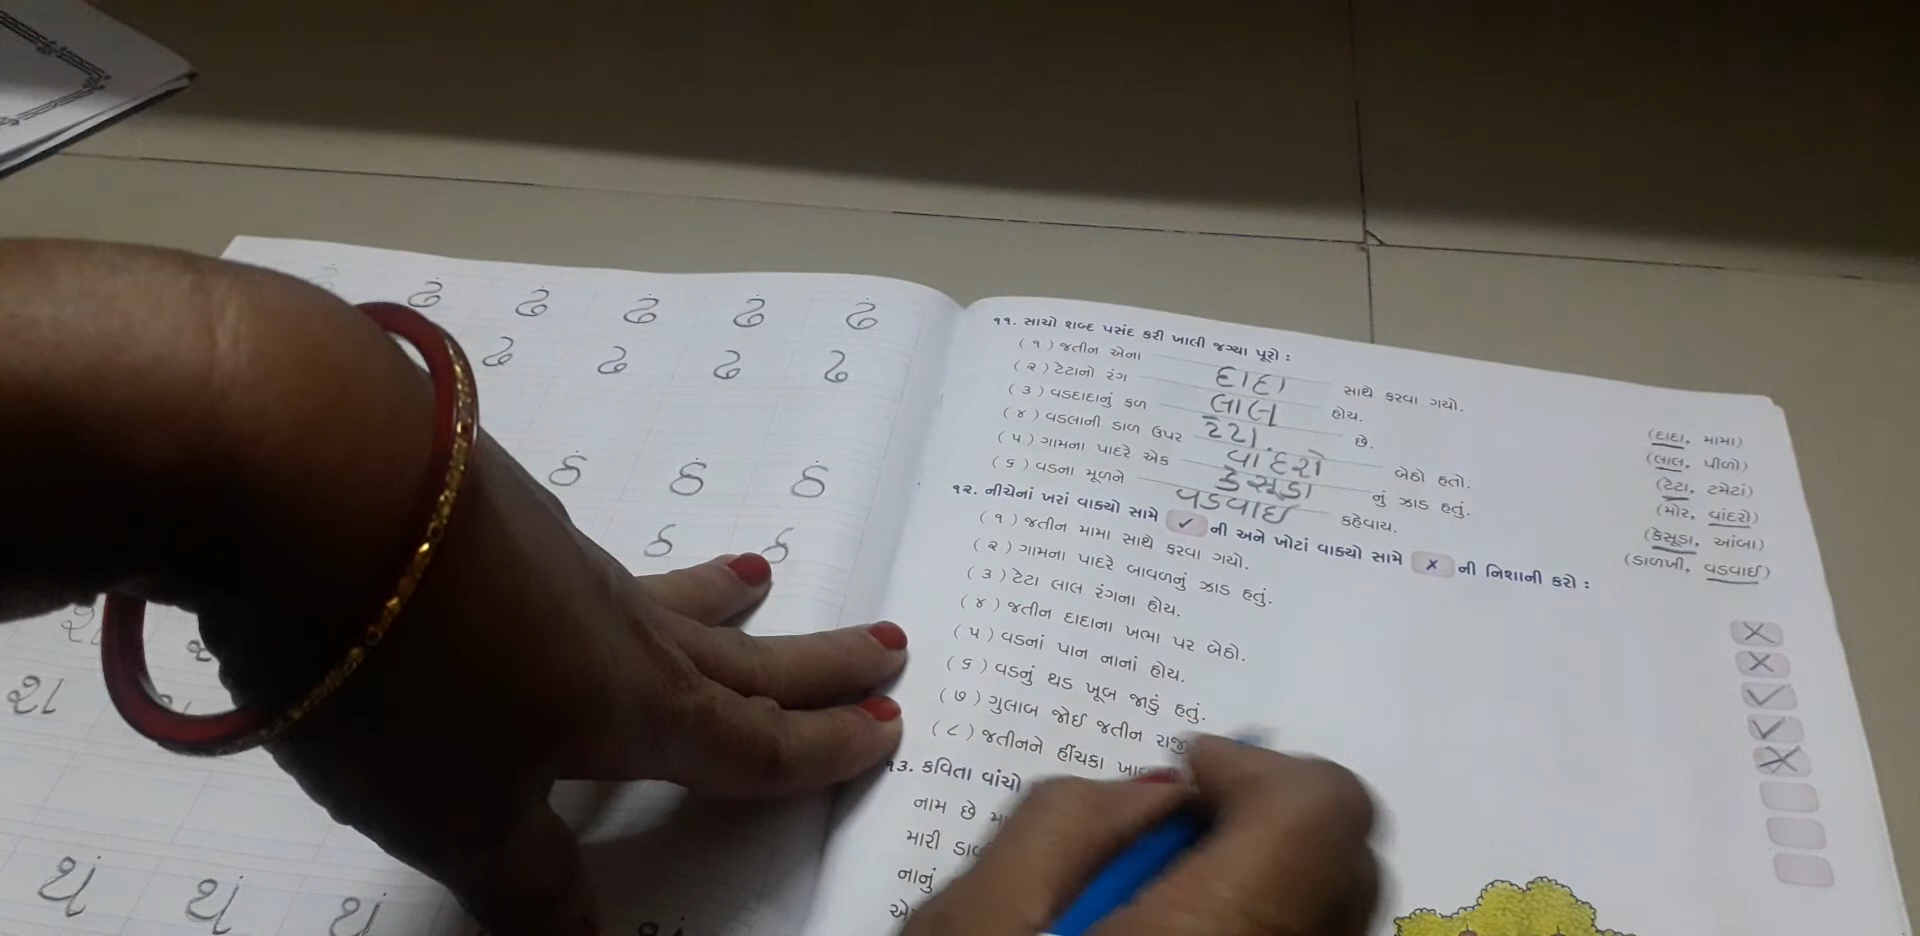 ઢં ઢં ઢં ઢં ઢં
ઢ ઢ ઢ ઢ
ઠં ઠં ઠં
ઠ ઠ
શ
થં થં થં
૧૧. સાચો શબ્દ પસંદ કરી ખાલી જગ્યા પૂરો :
(૧) જતીન એના દાદા સાથે ફરવા ગયો. (દાદા, મામા)
(૨) ટેટાનો રંગ લાલ હોય. (લાલ, પીળો)
(૩) વડદાદાનું ફળ ટેટા છે. (ટેટા, ટમેટાં)
(૪) વડલાની ડાળ ઉપર વાંદરો બેઠો હતો. (મોર, વાંદરો)
(૫) ગામના પાદરે એક કેસૂડા નું ઝાડ હતું. (કેસૂડા, આંબા)
(૬) વડના મૂળને વડવાઈ કહેવાય. (ડાળખી, વડવાઈ)
૧૨. નીચેનાં ખરાં વાક્યો સામે ✓ ની અને ખોટાં વાક્યો સામે ✗ ની નિશાની કરો :
(૧) જતીન મામા સાથે ફરવા ગયો. ✗
(૨) ગામના પાદરે બાવળનું ઝાડ હતું. ✗
(૩) ટેટા લાલ રંગના હોય. ✓
(૪) જતીન દાદાના ખભા પર બેઠો. ✓
(૫) વડનાં પાન નાનાં હોય. ✗
(૬) વડનું થડ ખૂબ જાડું હતું.
(૭) ગુલાબ જોઈ જતીન
(૮) જતીનને હીંચકા
૧૩. કવિતા વાંચો
નામ છે
મારી
નાનું